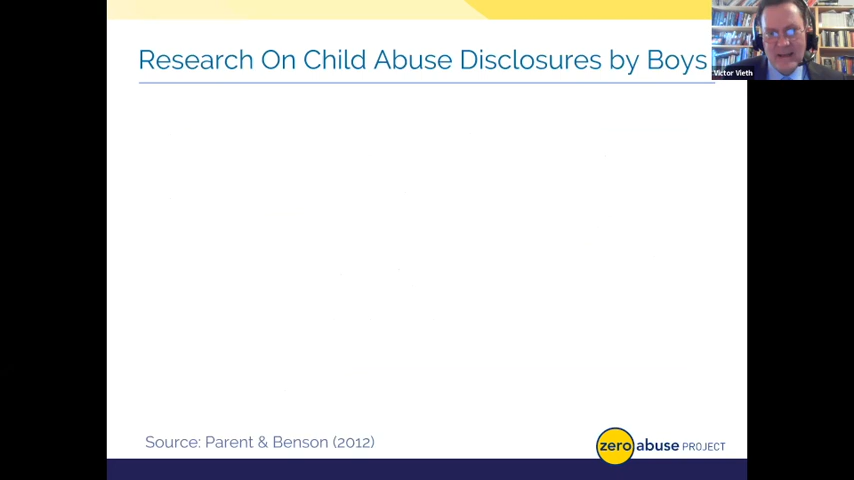 Research On Child Abuse Disclosures by Boys
Victor Vieth
Source: Parent & Benson (2012)
zero abuse PROJECT